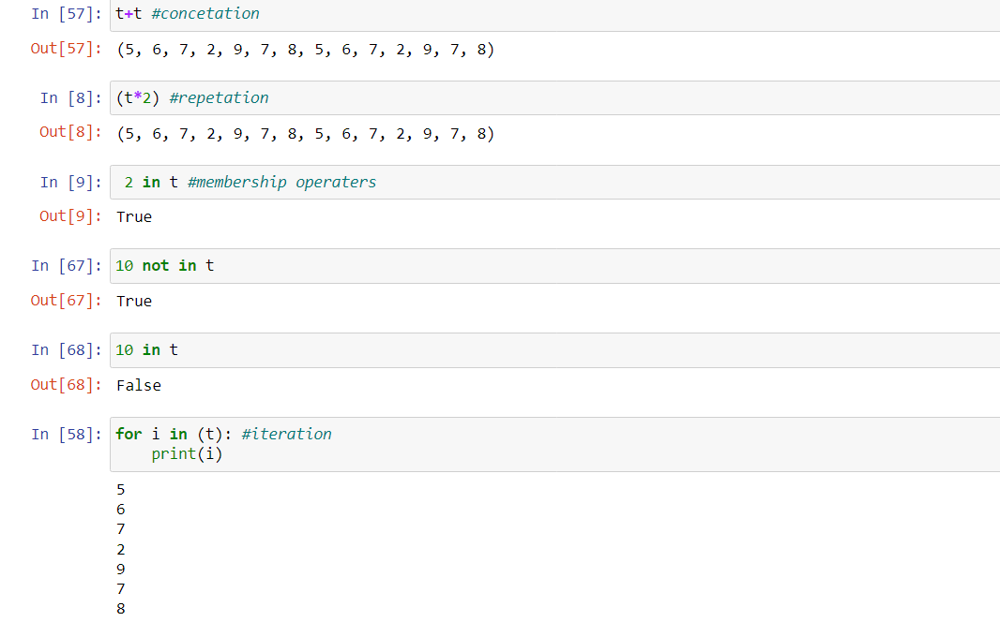 In [57]: t+t #concetation
Out[57]: (5, 6, 7, 2, 9, 7, 8, 5, 6, 7, 2, 9, 7, 8)
In [8]: (t*2) #repetation
Out[8]: (5, 6, 7, 2, 9, 7, 8, 5, 6, 7, 2, 9, 7, 8)
In [9]: 2 in t #membership operaters
Out[9]: True
In [67]: 10 not in t
Out[67]: True
In [68]: 10 in t
Out[68]: False
In [58]: for i in (t): #iteration
print(i)
5
6
7
2
9
7
8